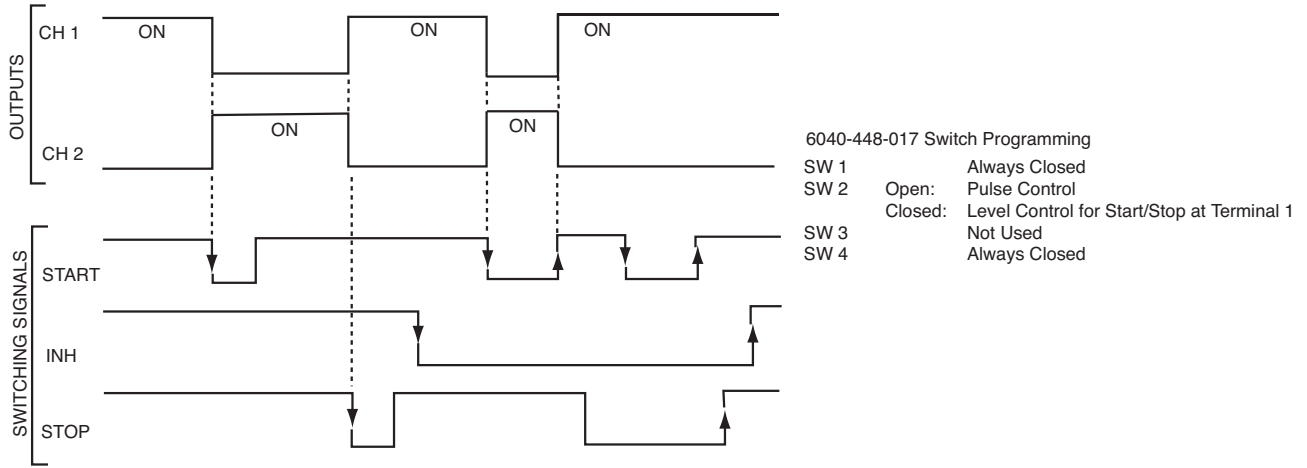 OUTPUTS
CH 1
ON
ON
ON
CH 2
ON
ON
SWITCHING SIGNALS
START
INH
STOP
6040-448-017 Switch Programming
SW 1 Always Closed
SW 2 Open: Pulse Control
Closed: Level Control for Start/Stop at Terminal 1
SW 3 Not Used
SW 4 Always Closed